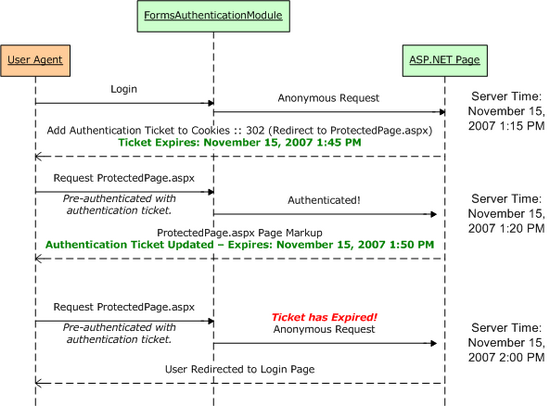 FormsAuthenticationModule
User Agent
ASP.NET Page
Login
Anonymous Request
Server Time:
November 15,
2007 1:15 PM
Add Authentication Ticket to Cookies :: 302 (Redirect to ProtectedPage.aspx)
Ticket Expires: November 15, 2007 1:45 PM
Request ProtectedPage.aspx
Pre-authenticated with
authentication ticket.
Authenticated!
Server Time:
November 15,
2007 1:20 PM
ProtectedPage.aspx Page Markup
Authentication Ticket Updated – Expires: November 15, 2007 1:50 PM
Request ProtectedPage.aspx
Pre-authenticated with
authentication ticket.
Ticket has Expired!
Anonymous Request
Server Time:
November 15,
2007 2:00 PM
User Redirected to Login Page